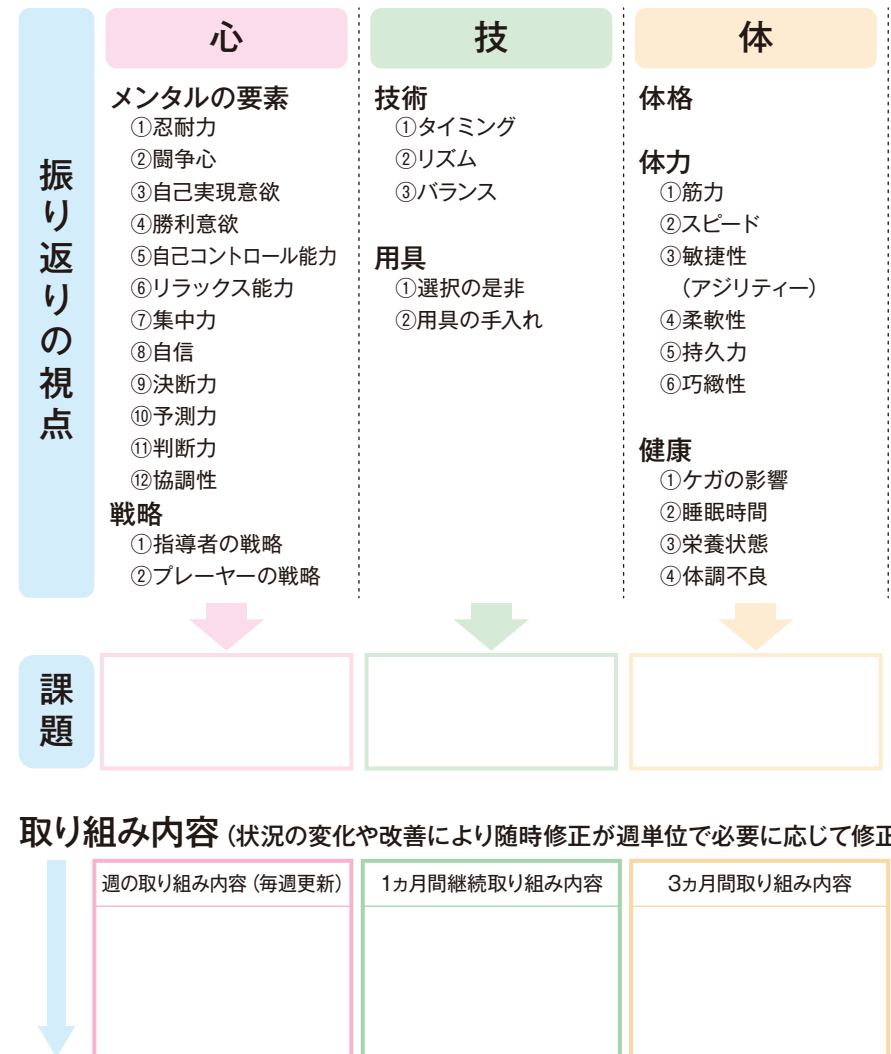 心
技
体
振り返りの視点
メンタルの要素
①忍耐力
②闘争心
③自己実現意欲
④勝利意欲
⑤自己コントロール能力
⑥リラックス能力
⑦集中力
⑧自信
⑨決断力
⑩予測力
⑪判断力
⑫協調性
戦略
①指導者の戦略
②プレーヤーの戦略
技術
①タイミング
②リズム
③バランス
用具
①選択の是非
②用具の手入れ
体格
体力
①筋力
②スピード
③敏捷性
（アジリティー）
④柔軟性
⑤持久力
⑥巧緻性
健康
①ケガの影響
②睡眠時間
③栄養状態
④体調不良
課題
取り組み内容（状況の変化や改善により随時修正が週単位で必要に応じて修正
週の取り組み内容（毎週更新）
1ヵ月間継続取り組み内容
3ヵ月間取り組み内容